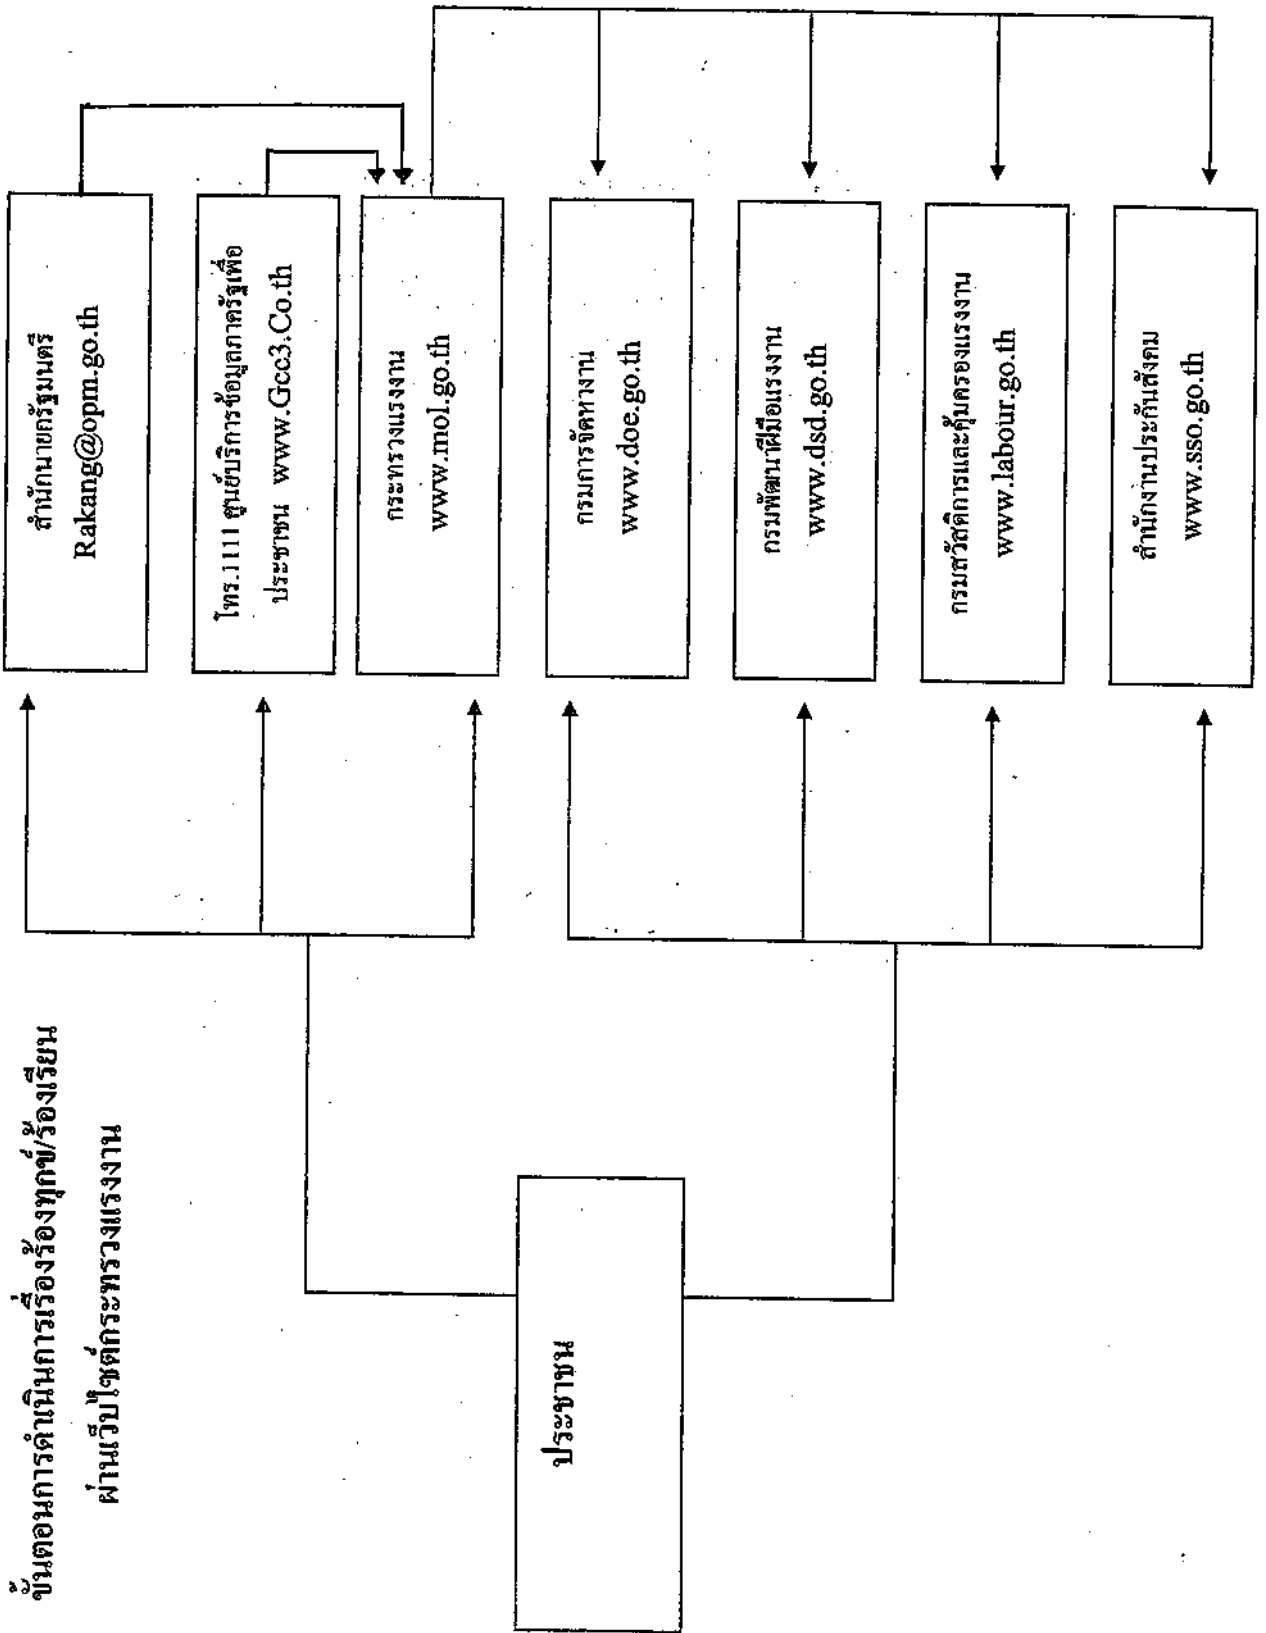 ขั้นตอนการดำเนินการเรื่องร้องทุกข์/ร้องเรียน
ผ่านเว็บไซต์กระทรวงแรงงาน
ประชาชน
สำนักนายกรัฐมนตรี
Rakang@opm.go.th
โทร.1111 ศูนย์บริการข้อมูลภาครัฐเพื่อ
ประชาชน www.Gcc3.Co.th
กระทรวงแรงงาน
www.mol.go.th
กรมการจัดหางาน
www.doe.go.th
กรมพัฒนาฝีมือแรงงาน
www.dsd.go.th
กรมสวัสดิการและคุ้มครองแรงงาน
www.labour.go.th
สำนักงานประกันสังคม
www.sso.go.th